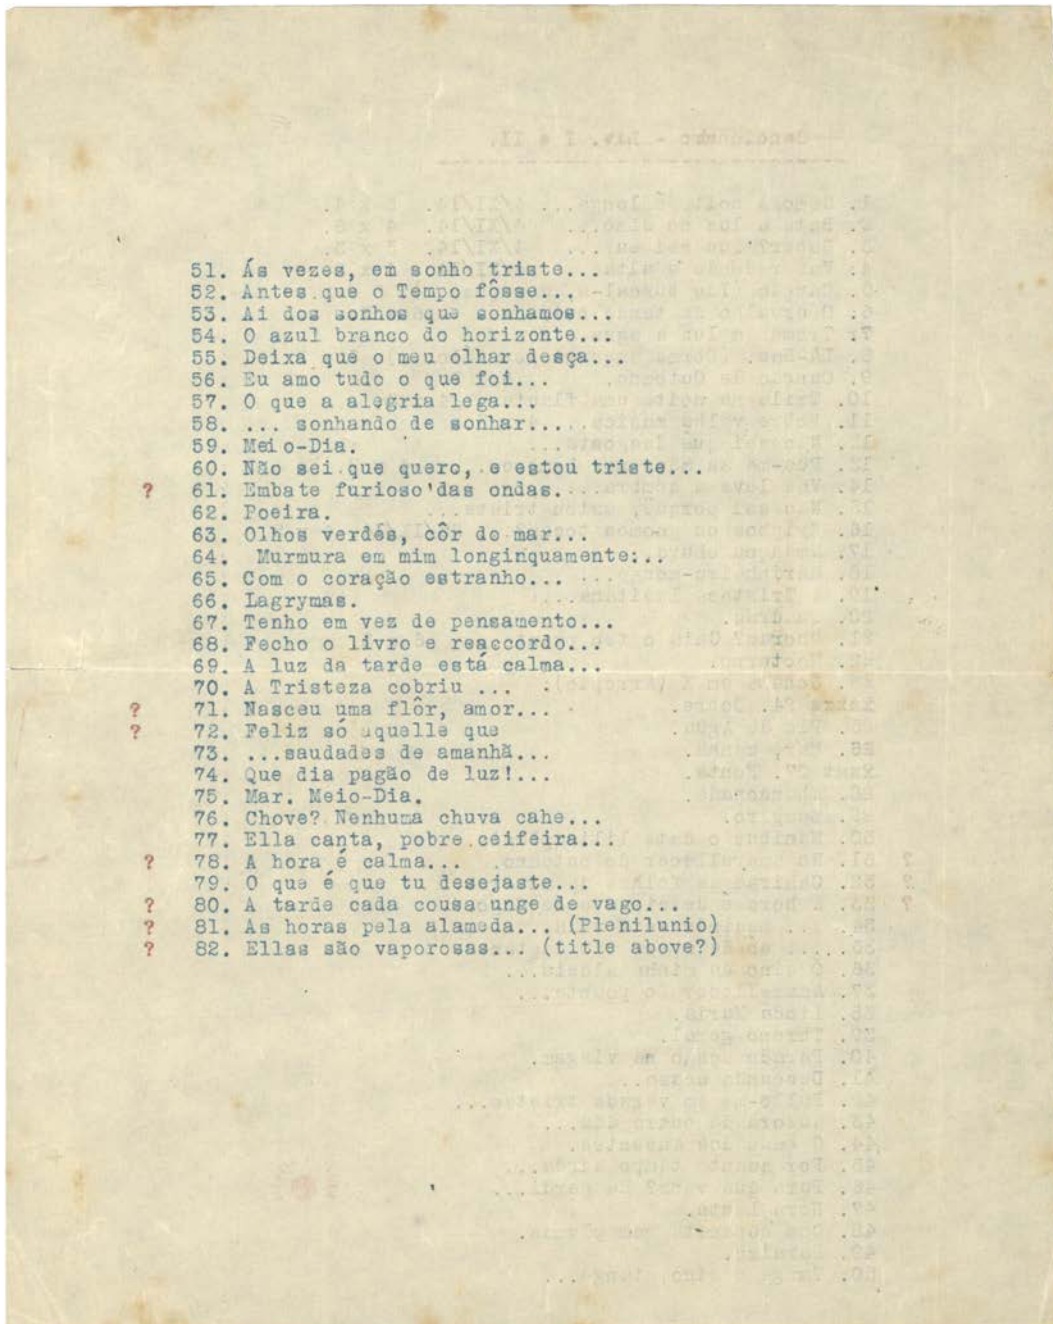 51. Ás vezes, em sonho triste...
52. Antes que o Tempo fôsse...
53. Ai dos sonhos que sonhamos...
54. O azul branco do horizonte...
55. Deixa que o meu olhar desça...
56. Eu amo tudo o que foi...
57. O que a alegria lega...
58. ... sonhando de sonhar.....
59. Meio-Dia.
60. Não sei que quero, e estou triste...
? 61. Embate furioso das ondas.
62. Poeira.
63. Olhos verdés, côr do mar...
64. Murmura em mim longinquamente:..
65. Com o coração estranho...
66. Lagrymas.
67. Tenho em vez de pensamento...
68. Fecho o livro e reaccordo...
69. A luz da tarde está calma...
70. A Tristeza cobriu ...
? 71. Nasceu uma flôr, amor...
? 72. Feliz só aquelle que
73. ...saudades de amanhã...
74. Que dia pagão de luz!...
75. Mar. Meio-Dia.
76. Chove? Nenhuma chuva cahe...
77. Ella canta, pobre ceifeira...
? 78. A hora é calma...
79. O que é que tu desejaste...
? 80. A tarde cada cousa unge de vago...
? 81. As horas pela alameda... (Plenilunio)
? 82. Ellas são vaporosas... (title above?)